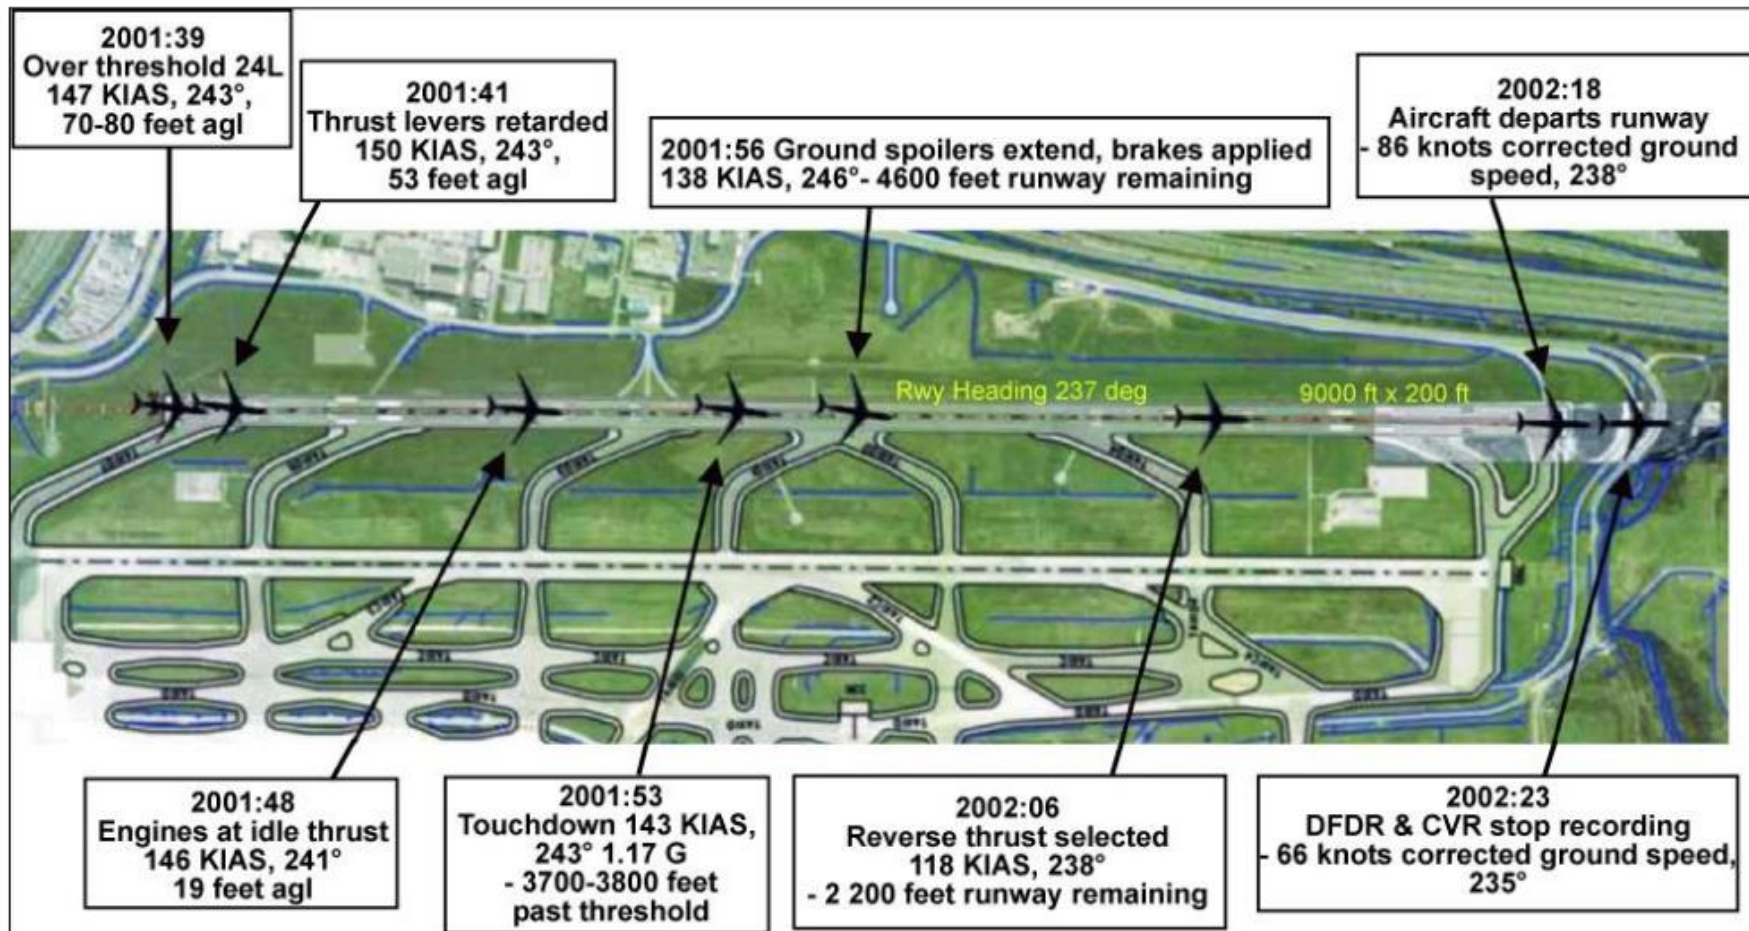 2001:39
Over threshold 24L
147 KIAS, 243°,
70-80 feet agl
2001:41
Thrust levers retarded
150 KIAS, 243°,
53 feet agl
2001:56 Ground spoilers extend, brakes applied
138 KIAS, 246°- 4600 feet runway remaining
2002:18
Aircraft departs runway
- 86 knots corrected ground
speed, 238°
Rwy Heading 237 deg
9000 ft x 200 ft
2001:48
Engines at idle thrust
146 KIAS, 241°
19 feet agl
2001:53
Touchdown 143 KIAS,
243° 1.17 G
- 3700-3800 feet
past threshold
2002:06
Reverse thrust selected
118 KIAS, 238°
- 2 200 feet runway remaining
2002:23
DFDR & CVR stop recording
- 66 knots corrected ground speed,
235°